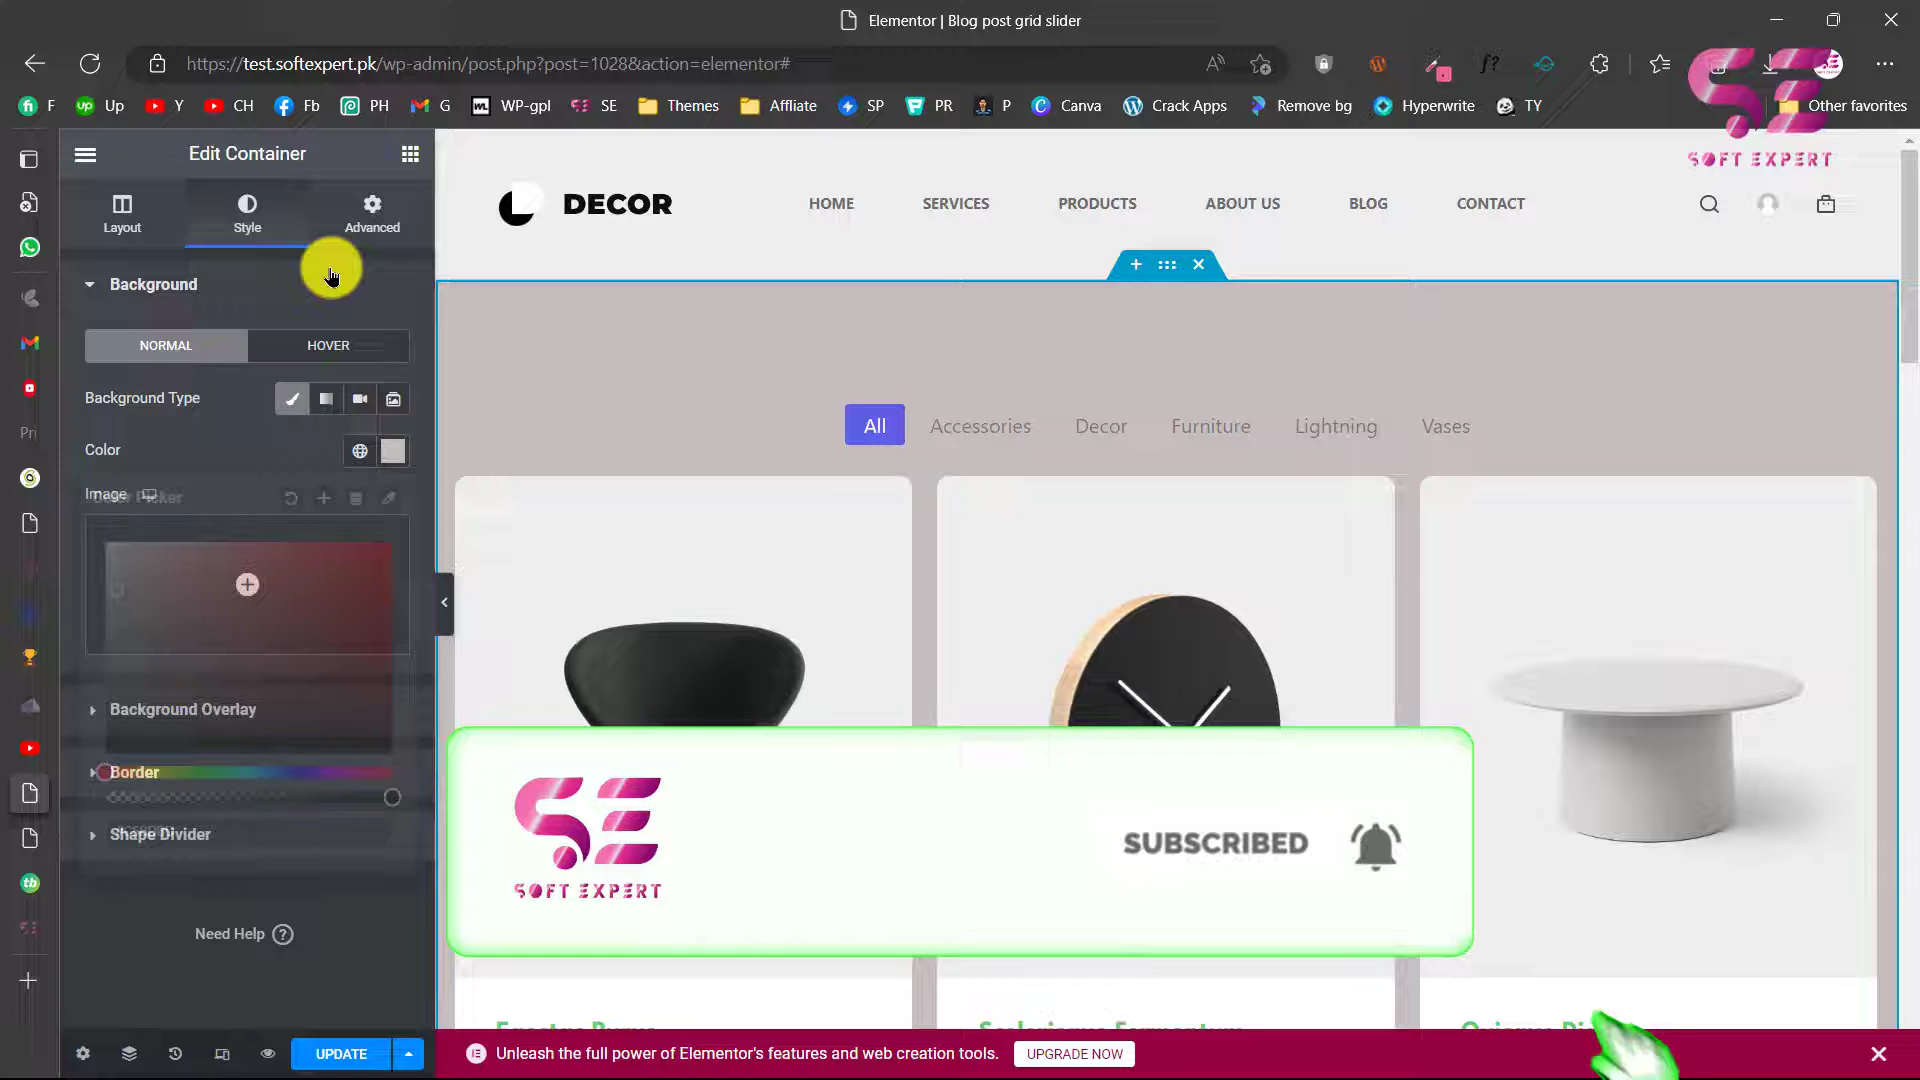 Elementor | Blog post grid slider
https://test.softexpert.pk/wp-admin/post.php?post=1028&action=elementor#
F Up Y CH Fb PH G WP-gpl SE Themes Affliate SP PR P Canva Crack Apps Remove bg Hyperwrite TY Other favorites
SOFT EXPERT
Edit Container
Layout Style Advanced
DECOR
HOME SERVICES PRODUCTS ABOUT US BLOG CONTACT
Background
NORMAL HOVER
Background Type
Color
Image
All Accessories Decor Furniture Lightning Vases
Background Overlay
Border
Shape Divider
SUBSCRIBED
SOFT EXPERT
Need Help
UPDATE
Unleash the full power of Elementor's features and web creation tools. UPGRADE NOW